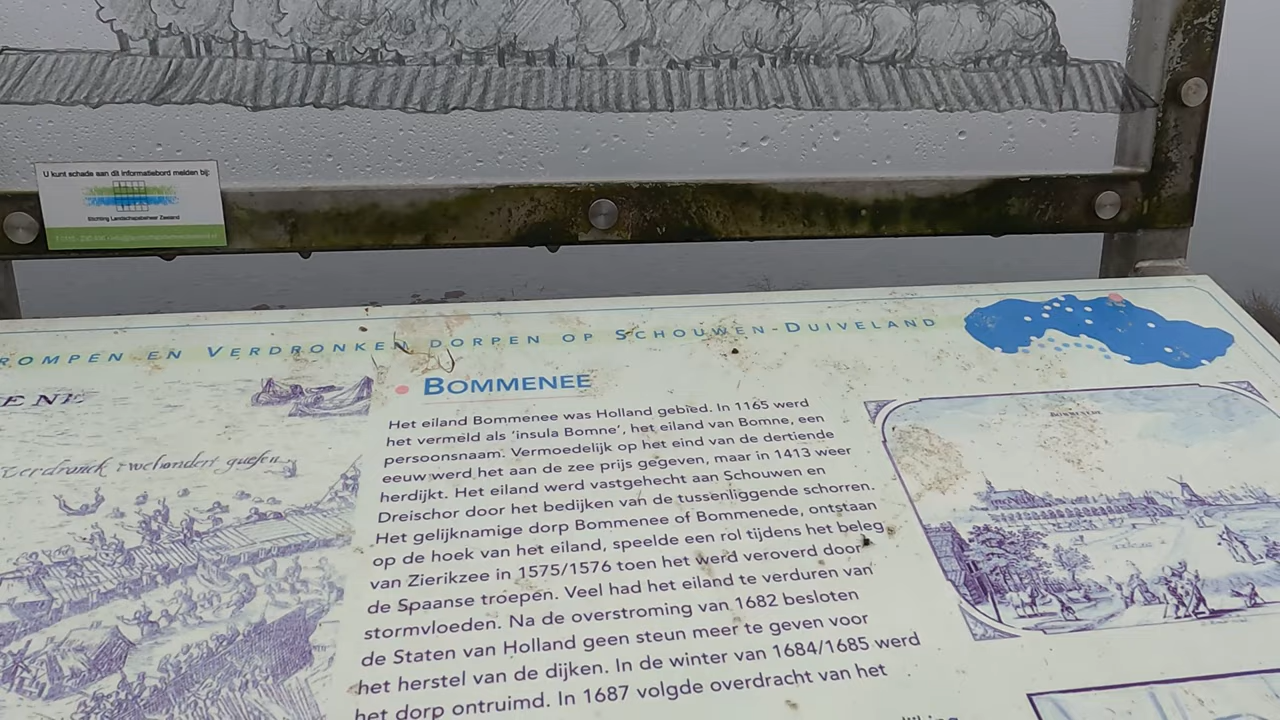 U kunt schade aan dit informatiebord melden bij:
Stichting Landschapsbeheer Zeeland
ROMPEN EN VERDRONKEN DORPEN OP SCHOUWEN-DUIVELAND
ENE
BOMMENEE
Het eiland Bommenee was Holland gebied. In 1165 werd
het verméld als 'insula Bomne', het eiland van Bomne, een
persoonsnaam. Vermoedelijk op het eind van de dertiende
eeuw werd het aan de zee prijs gegeven, maar in 1413 weer
herdijkt. Het eiland werd vastgehecht aan Schouwen en
Dreischor door het bedijken van de tussenliggende schorren.
Het gelijknamige dorp Bommenee of Bommenede, ontstaan
op de hoek van het eiland, speelde een rol tijdens het beleg
van Zierikzee in 1575/1576 toen het werd veroverd door
de Spaanse troepen. Veel had het eiland te verduren van
stormvloeden. Na de overstroming van 1682 besloten
de Staten van Holland geen steun meer te geven voor
het herstel van de dijken. In de winter van 1684/1685 werd
het dorp ontruimd. In 1687 volgde overdracht van het
verdronck twehondert guesen
BOMMENEDE